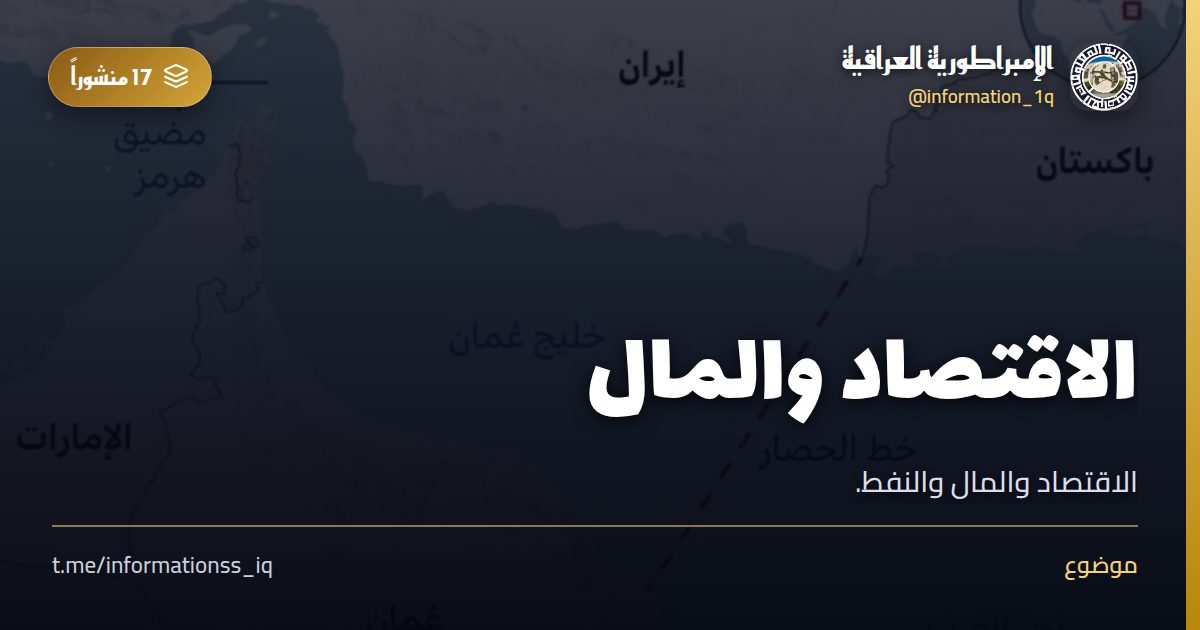 الإمبراطورية العراقية
@information_1q
17 منشوراً
إيران
باكستان
مضيق
هرمز
خليج عُمان
الاقتصاد والمال
الإمارات
خط الحصار
الاقتصاد والمال والنفط.
موضوع
t.me/informationss_iq
عُمان